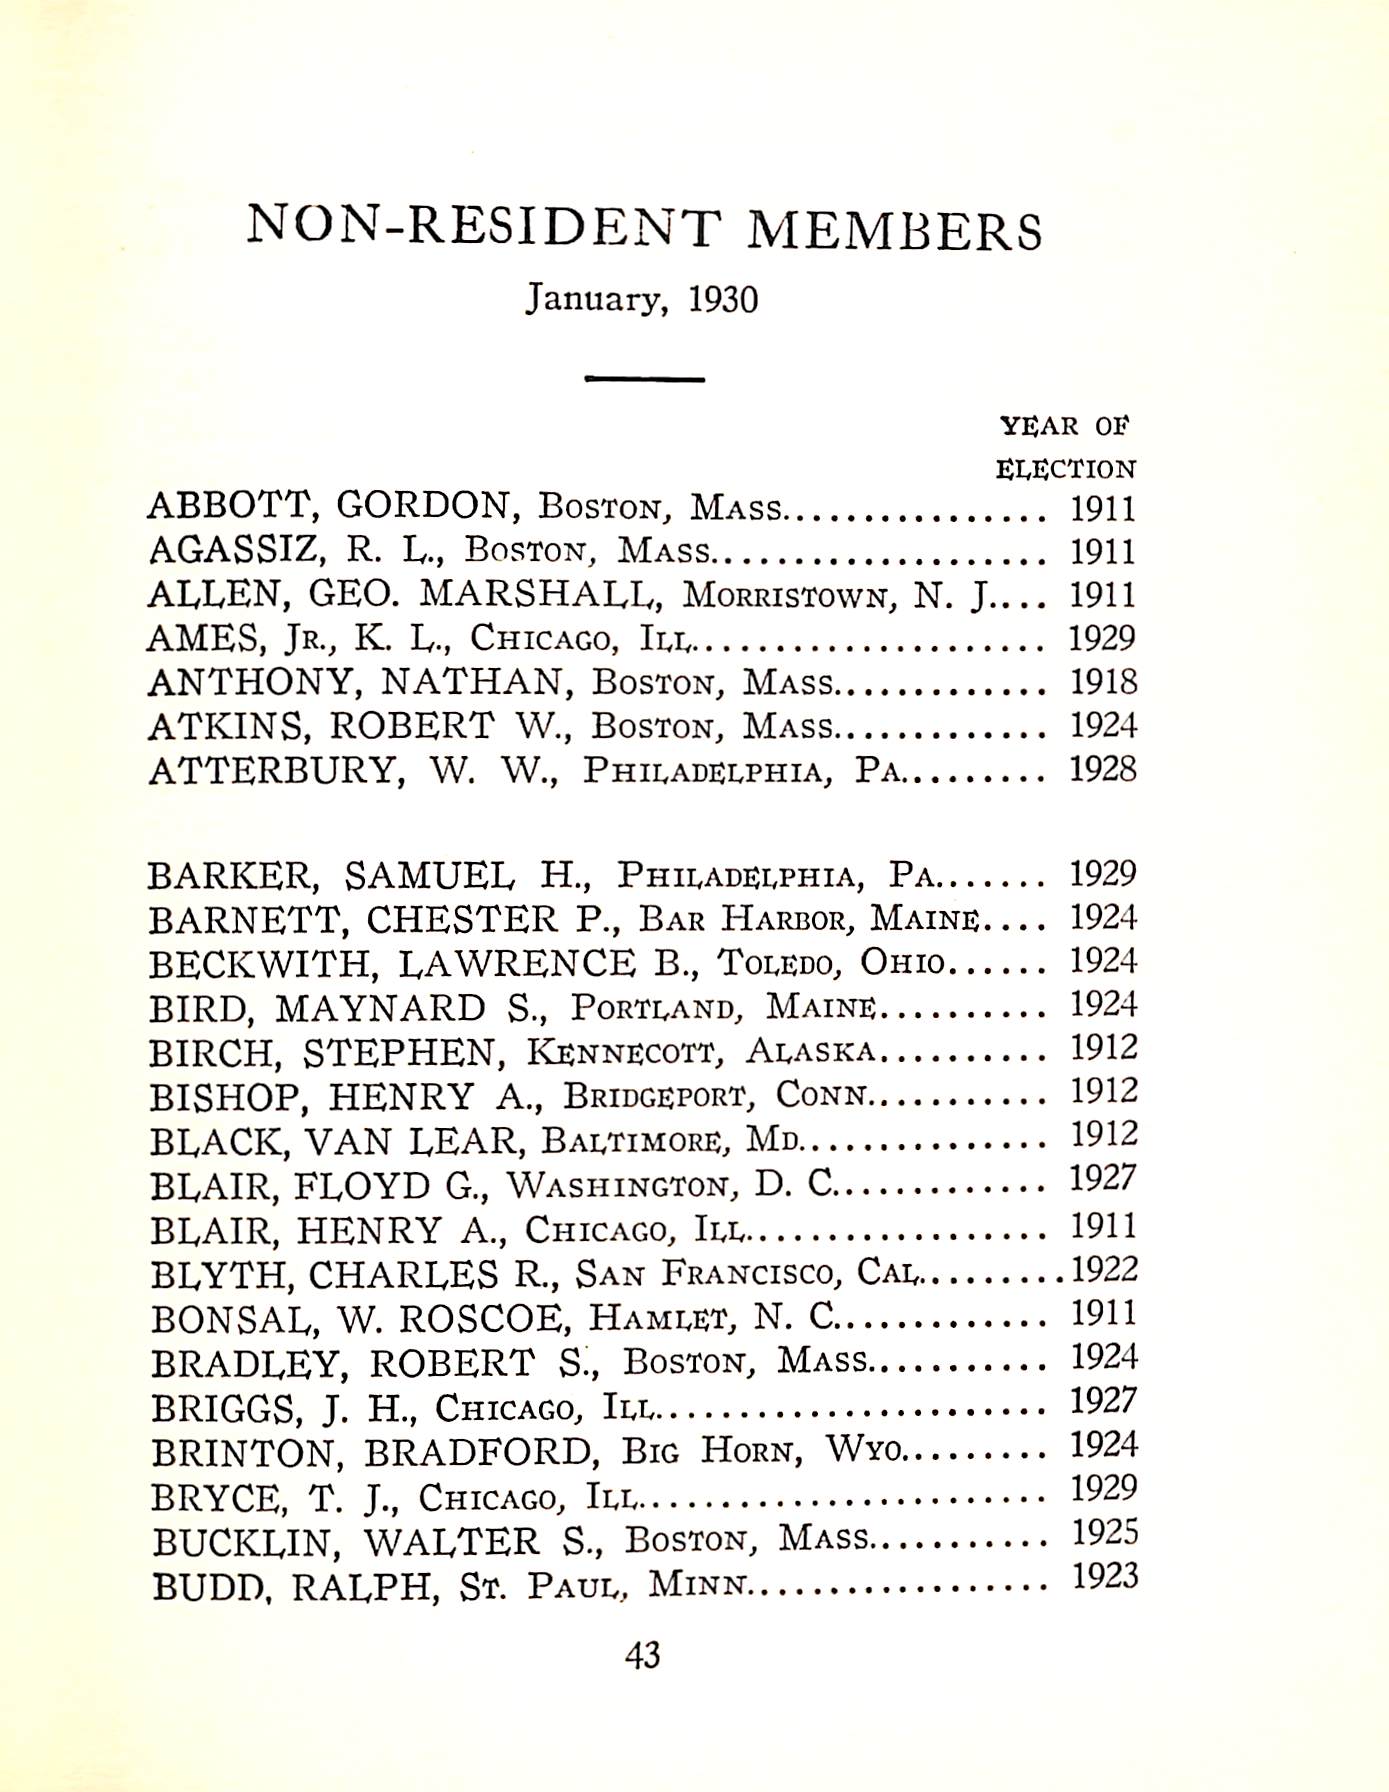 NON-RESIDENT MEMBERS
January, 1930
YEAR OF
ELECTION
ABBOTT, GORDON, BOSTON, MASS................ 1911
AGASSIZ, R. L., BOSTON, MASS.................... 1911
ALLEN, GEO. MARSHALL, MORRISTOWN, N. J.... 1911
AMES, JR., K. L., CHICAGO, ILL..................... 1929
ANTHONY, NATHAN, BOSTON, MASS............. 1918
ATKINS, ROBERT W., BOSTON, MASS............. 1924
ATTERBURY, W. W., PHILADELPHIA, PA......... 1928
BARKER, SAMUEL H., PHILADELPHIA, PA....... 1929
BARNETT, CHESTER P., BAR HARBOR, MAINE.... 1924
BECKWITH, LAWRENCE B., TOLEDO, OHIO...... 1924
BIRD, MAYNARD S., PORTLAND, MAINE.......... 1924
BIRCH, STEPHEN, KENNECOTT, ALASKA.......... 1912
BISHOP, HENRY A., BRIDGEPORT, CONN........... 1912
BLACK, VAN LEAR, BALTIMORE, MD............... 1912
BLAIR, FLOYD G., WASHINGTON, D. C............. 1927
BLAIR, HENRY A., CHICAGO, ILL................... 1911
BLYTH, CHARLES R., SAN FRANCISCO, CAL......... 1922
BONSAL, W. ROSCOE, HAMLET, N. C............. 1911
BRADLEY, ROBERT S., BOSTON, MASS........... 1924
BRIGGS, J. H., CHICAGO, ILL........................ 1927
BRINTON, BRADFORD, BIG HORN, WYO......... 1924
BRYCE, T. J., CHICAGO, ILL......................... 1929
BUCKLIN, WALTER S., BOSTON, MASS........... 1925
BUDD, RALPH, ST. PAUL, MINN................... 1923
43